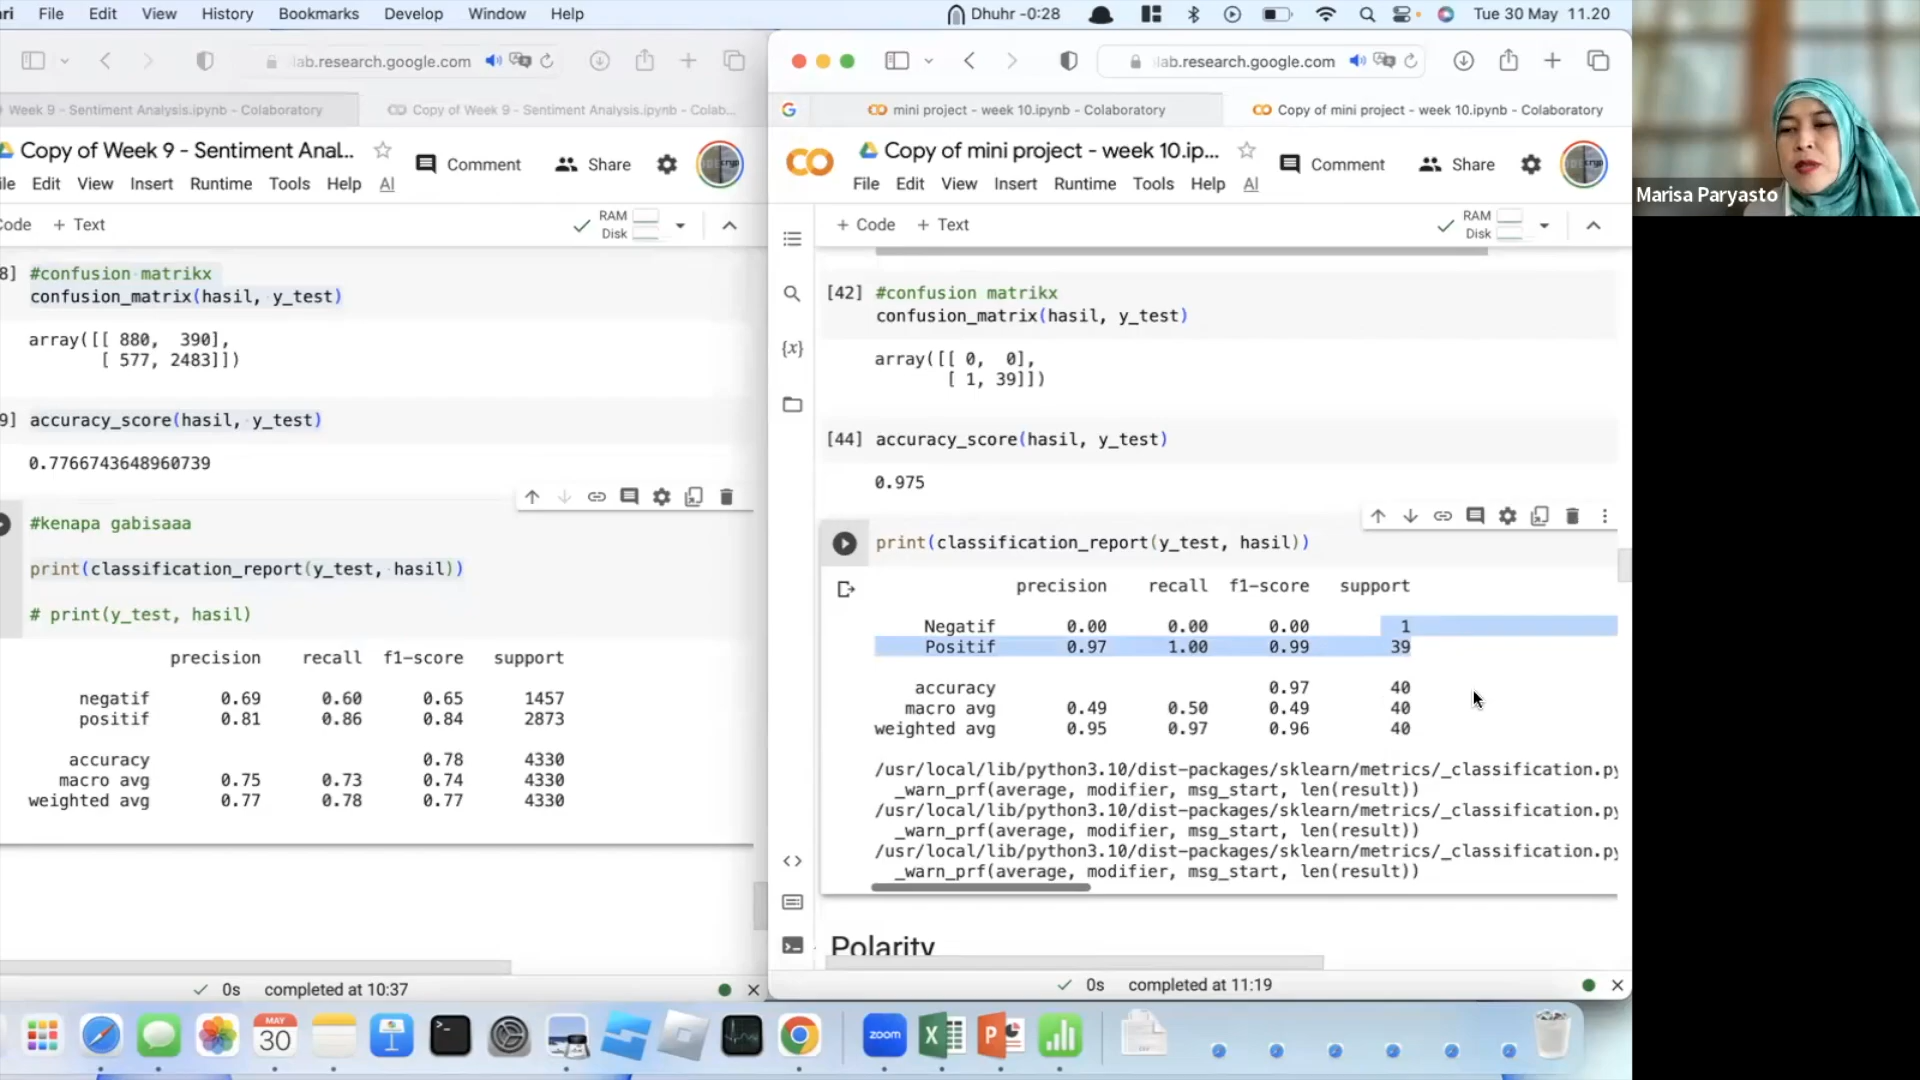 ri File Edit View History Bookmarks Develop Window Help Dhuhr -0:28 Tue 30 May 11.20
lab.research.google.com
Week 9 - Sentiment Analysis.ipynb - Colaboratory Copy of Week 9 - Sentiment Analysis.ipynb - Colab...
Copy of Week 9 - Sentiment Anal... Comment Share
ile Edit View Insert Runtime Tools Help AI
Code + Text RAM
Disk
8] #confusion matrikx
confusion_matrix(hasil, y_test)
array([[ 880, 390],
[ 577, 2483]])
9] accuracy_score(hasil, y_test)
0.7766743648960739
#kenapa gabisaaa
print(classification_report(y_test, hasil))
# print(y_test, hasil)
precision recall f1-score support
negatif 0.69 0.60 0.65 1457
positif 0.81 0.86 0.84 2873
accuracy 0.78 4330
macro avg 0.75 0.73 0.74 4330
weighted avg 0.77 0.78 0.77 4330
0s completed at 10:37
lab.research.google.com
G mini project - week 10.ipynb - Colaboratory Copy of mini project - week 10.ipynb - Colaboratory
Copy of mini project - week 10.ip... Comment Share
File Edit View Insert Runtime Tools Help AI
+ Code + Text RAM
Disk
[42] #confusion matrikx
confusion_matrix(hasil, y_test)
{x}
array([[ 0, 0],
[ 1, 39]])
[44] accuracy_score(hasil, y_test)
0.975
print(classification_report(y_test, hasil))
precision recall f1-score support
Negatif 0.00 0.00 0.00 1
Positif 0.97 1.00 0.99 39
accuracy 0.97 40
macro avg 0.49 0.50 0.49 40
weighted avg 0.95 0.97 0.96 40
/usr/local/lib/python3.10/dist-packages/sklearn/metrics/_classification.py
_warn_prf(average, modifier, msg_start, len(result))
/usr/local/lib/python3.10/dist-packages/sklearn/metrics/_classification.py
_warn_prf(average, modifier, msg_start, len(result))
/usr/local/lib/python3.10/dist-packages/sklearn/metrics/_classification.py
_warn_prf(average, modifier, msg_start, len(result))
Polarity
0s completed at 11:19
Marisa Paryasto
MAY
30
zoom